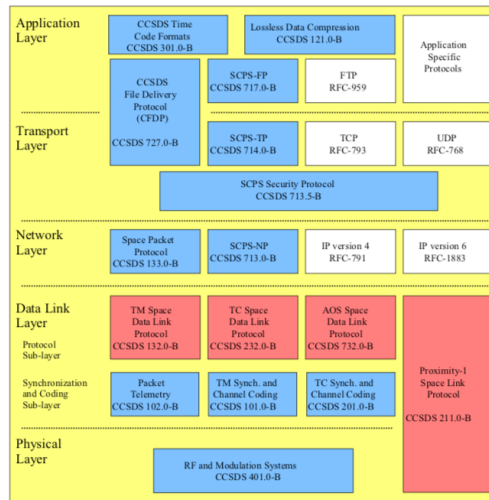 Application
Layer
CCSDS Time
Code Formats
CCSDS 301.0-B
Lossless Data Compression
CCSDS 121.0-B
Application
Specific
Protocols
CCSDS
File Delivery
Protocol
(CFDP)
CCSDS 727.0-B
SCPS-FP
CCSDS 717.0-B
FTP
RFC-959
Transport
Layer
SCPS-TP
CCSDS 714.0-B
TCP
RFC-793
UDP
RFC-768
SCPS Security Protocol
CCSDS 713.5-B
Network
Layer
Space Packet
Protocol
CCSDS 133.0-B
SCPS-NP
CCSDS 713.0-B
IP version 4
RFC-791
IP version 6
RFC-1883
Data Link
Layer
Protocol
Sub-layer
TM Space
Data Link
Protocol
CCSDS 132.0-B
TC Space
Data Link
Protocol
CCSDS 232.0-B
AOS Space
Data Link
Protocol
CCSDS 732.0-B
Proximity-1
Space Link
Protocol
CCSDS 211.0-B
Synchronization
and Coding
Sub-layer
Packet
Telemetry
CCSDS 102.0-B
TM Synch. and
Channel Coding
CCSDS 101.0-B
TC Synch. and
Channel Coding
CCSDS 201.0-B
Physical
Layer
RF and Modulation Systems
CCSDS 401.0-B